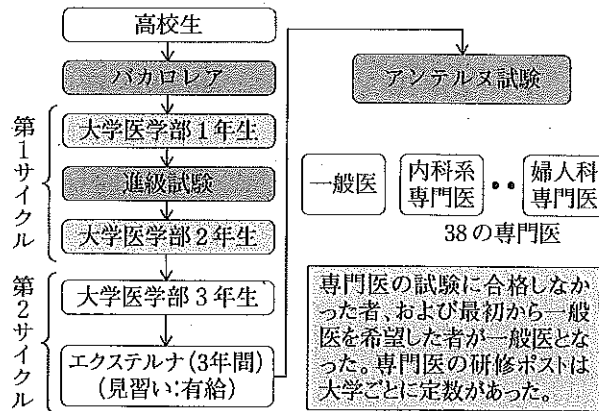 高校生
バカロレア
大学医学部1年生
進級試験
大学医学部2年生
大学医学部3年生
エクステルナ(3年間)
(見習い:有給)
第1サイクル
第2サイクル
アンテルヌ試験
一般医
内科系
専門医
••
婦人科
専門医
38の専門医
専門医の試験に合格しなか
った者、および最初から一般
医を希望した者が一般医とな
った。専門医の研修ポストは
大学ごとに定数があった。